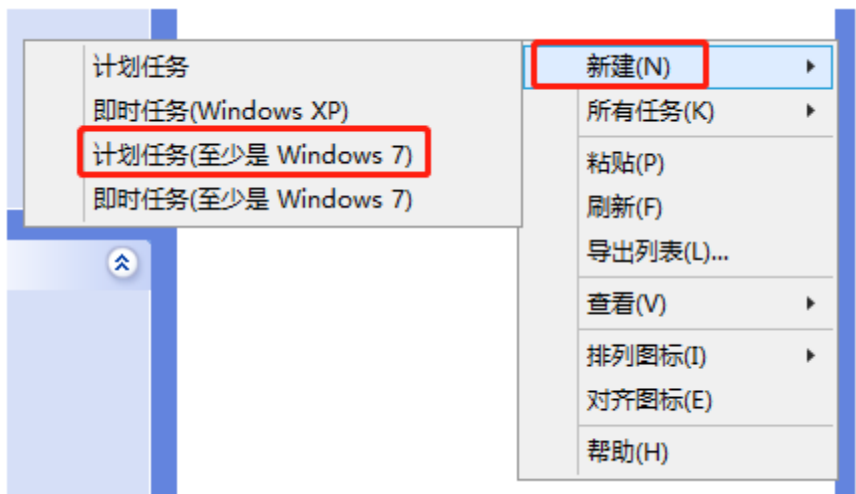 计划任务
即时任务(Windows XP)
计划任务(至少是 Windows 7)
即时任务(至少是 Windows 7)
新建(N)
所有任务(K)
粘贴(P)
刷新(F)
导出列表(L)...
查看(V)
排列图标(I)
对齐图标(E)
帮助(H)